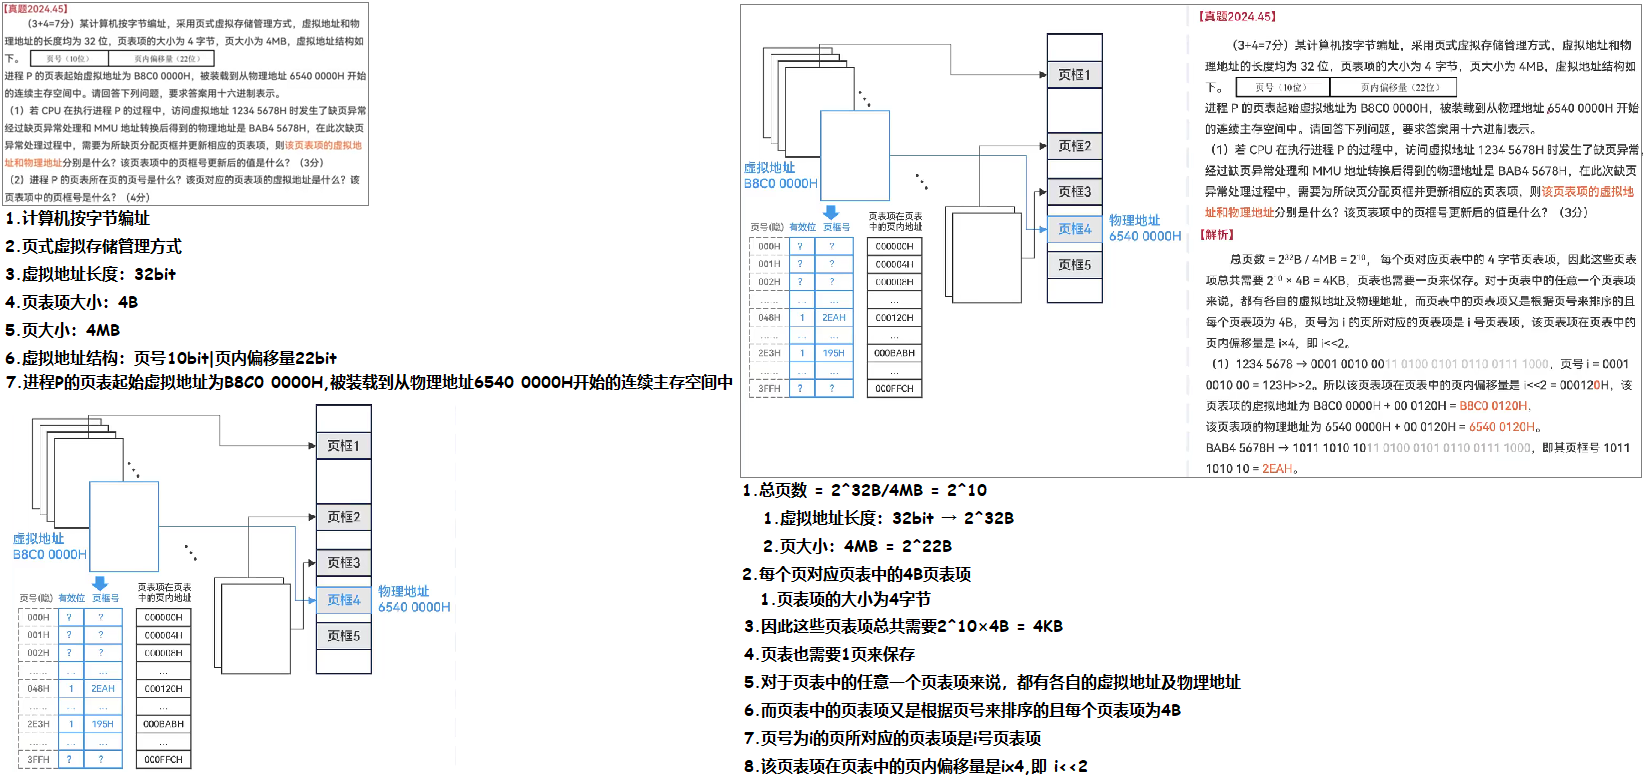 【真题2024.45】
（3+4=7分）某计算机按字节编址，采用页式虚拟存储管理方式，虚拟地址和物
理地址的长度均为 32 位，页表项的大小为 4 字节，页大小为 4MB，虚拟地址结构如
下。 页号（10位） 页内偏移量（22位）
进程 P 的页表起始虚拟地址为 B8C0 0000H，被装载到从物理地址 6540 0000H 开始
的连续主存空间中。请回答下列问题，要求答案用十六进制表示。
（1）若 CPU 在执行进程 P 的过程中，访问虚拟地址 1234 5678H 时发生了缺页异常
经过缺页异常处理和 MMU 地址转换后得到的物理地址是 BAB4 5678H，在此次缺页
异常处理过程中，需要为所缺页分配页框并更新相应的页表项，则该页表项的虚拟地
址和物理地址分别是什么？该页表项中的页框号更新后的值是什么？（3分）
（2）进程 P 的页表所在页的页号是什么？该页对应的页表项的虚拟地址是什么？该
页表项中的页框号是什么？（4分）
1.计算机按字节编址
2.页式虚拟存储管理方式
3.虚拟地址长度：32bit
4.页表项大小：4B
5.页大小：4MB
6.虚拟地址结构：页号10bit|页内偏移量22bit
7.进程P的页表起始虚拟地址为B8C0 0000H,被装载到从物理地址6540 0000H开始的连续主存空间中
页框1
页框2
虚拟地址
B8C0 0000H
页框3
页框4
物理地址
6540 0000H
页框5
页号(隐) 有效位 页框号
页表项在页表
中的页内地址
000H ? ? 000000H
001H ? ? 000004H
002H ? ? 000008H
... ... ...
048H 1 2EAH 000120H
... ... ...
2E3H 1 195H 000BABH
... ... ...
3FFH ? ? 000FFCH
页框1
页框2
虚拟地址
B8C0 0000H
页框3
页框4
物理地址
6540 0000H
页框5
页号(隐) 有效位 页框号
页表项在页表
中的页内地址
000H ? ? 000000H
001H ? ? 000004H
002H ? ? 000008H
... ... ...
048H 1 2EAH 000120H
... ... ...
2E3H 1 195H 000BABH
... ... ...
3FFH ? ? 000FFCH
【真题2024.45】
（3+4=7分）某计算机按字节编址，采用页式虚拟存储管理方式，虚拟地址和物
理地址的长度均为 32 位，页表项的大小为 4 字节，页大小为 4MB，虚拟地址结构如
下。 页号（10位） 页内偏移量（22位）
进程 P 的页表起始虚拟地址为 B8C0 0000H，被装载到从物理地址 6540 0000H 开始
的连续主存空间中。请回答下列问题，要求答案用十六进制表示。
（1）若 CPU 在执行进程 P 的过程中，访问虚拟地址 1234 5678H 时发生了缺页异常，
经过缺页异常处理和 MMU 地址转换后得到的物理地址是 BAB4 5678H，在此次缺页
异常处理过程中，需要为所缺页分配页框并更新相应的页表项，则该页表项的虚拟地
址和物理地址分别是什么？该页表项中的页框号更新后的值是什么？（3分）
【解析】
总页数 = 2³²B / 4MB = 2¹⁰，每个页对应页表中的 4 字节页表项，因此这些页表
项总共需要 2¹⁰ × 4B = 4KB，页表也需要一页来保存。对于页表中的任意一个页表项
来说，都有各自的虚拟地址及物理地址，而页表中的页表项又是根据页号来排序的且
每个页表项为 4B，页号为 i 的页所对应的页表项是 i 号页表项，该页表项在页表中的
页内偏移量是 i×4，即 i<<2。
（1）1234 5678 → 0001 0010 0011 0100 0101 0110 0111 1000，页号 i = 0001
0010 00 = 123H>>2。所以该页表项在页表中的页内偏移量是 i<<2 = 000120H，该
页表项的虚拟地址为 B8C0 0000H + 00 0120H = B8C0 0120H，
该页表项的物理地址为 6540 0000H + 00 0120H = 6540 0120H。
BAB4 5678H → 1011 1010 1011 0100 0101 0110 0111 1000，即其页框号 1011
1010 10 = 2EAH。
1.总页数 = 2^32B/4MB = 2^10
1.虚拟地址长度：32bit → 2^32B
2.页大小：4MB = 2^22B
2.每个页对应页表中的4B页表项
1.页表项的大小为4字节
3.因此这些页表项总共需要2^10×4B = 4KB
4.页表也需要1页来保存
5.对于页表中的任意一个页表项来说，都有各自的虚拟地址及物理地址
6.而页表中的页表项又是根据页号来排序的且每个页表项为4B
7.页号为i的页所对应的页表项是i号页表项
8.该页表项在页表中的页内偏移量是ix4,即 i<<2